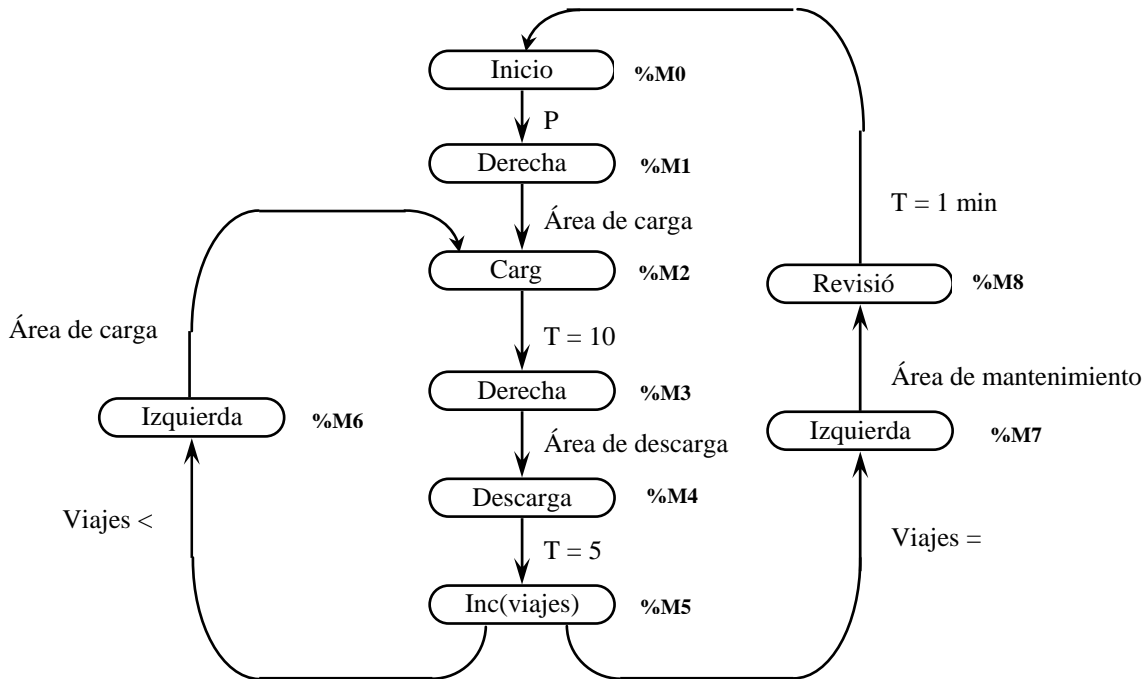 Inicio %M0
P
Derecha %M1
Área de carga
Carg %M2
T = 10
Derecha %M3
Área de descarga
Descarga %M4
T = 5
Inc(viajes) %M5
Viajes <
Izquierda %M6
Área de carga
Viajes =
Izquierda %M7
Área de mantenimiento
Revisió %M8
T = 1 min